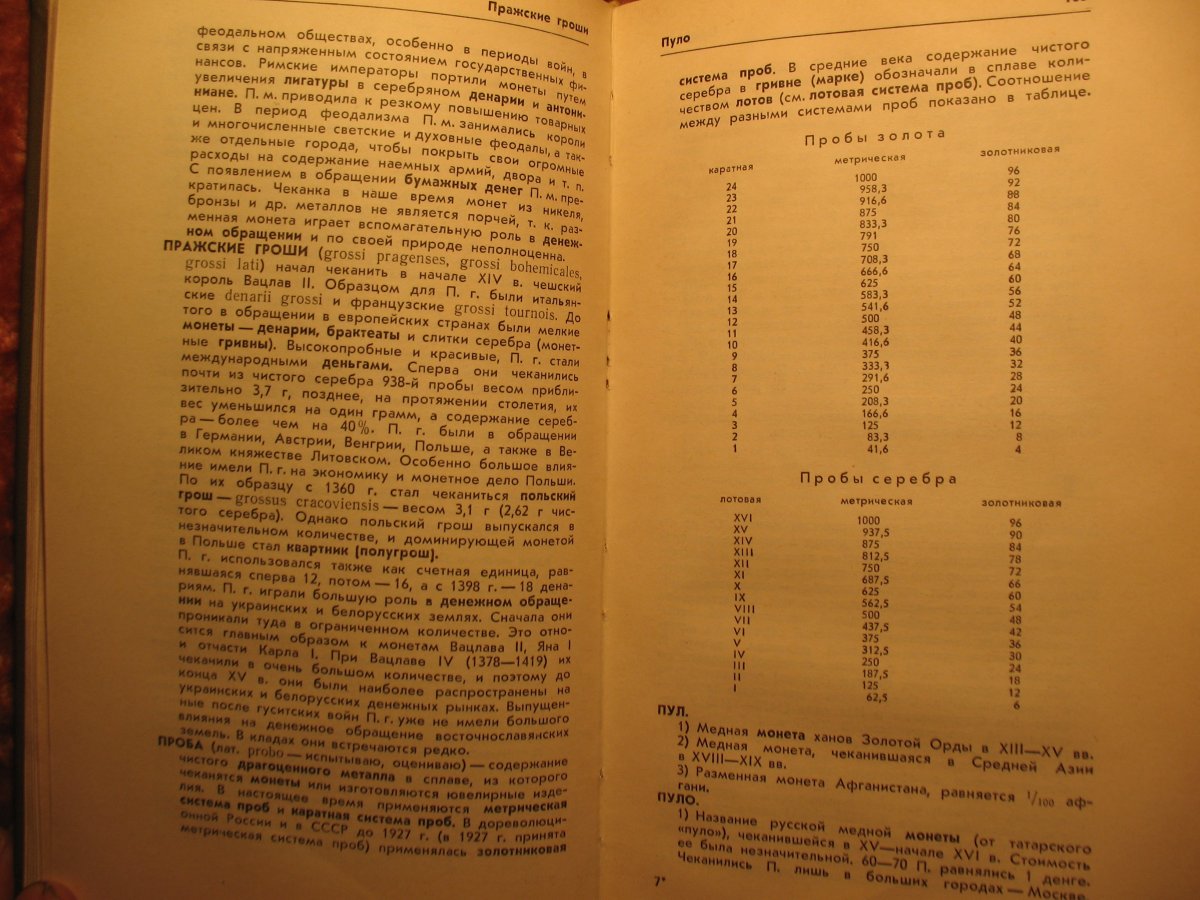 Пражские гроши
феодальном обществах, особенно в периоды войн, в
связи с напряженным состоянием государственных фи-
нансов. Римские императоры портили монеты путем
увеличения лигатуры в серебряном денарии и антони-
ниане. П. м. приводила к резкому повышению товарных
цен. В период феодализма П. м. занимались короли
и многочисленные светские и духовные феодалы, а так-
же отдельные города, чтобы покрыть свои огромные
расходы на содержание наемных армий, двора и т. п.
С появлением в обращении бумажных денег П. м. пре-
кратилась. Чеканка в наше время монет из никеля,
бронзы и др. металлов не является порчей, т. к. раз-
менная монета играет вспомагательную роль в денеж-
ном обращении и по своей природе неполноценна.
ПРАЖСКИЕ ГРОШИ (grossi pragenses, grossi bohemicales,
grossi lati) начал чеканить в начале XIV в. чешский
король Вацлав II. Образцом для П. г. были итальян-
ские denarii grossi и французские grossi tournois. До
того в обращении в европейских странах были мелкие
монеты — денарии, брактеаты и слитки серебра (монет-
ные гривны). Высокопробные и красивые, П. г. стали
международными деньгами. Сперва они чеканились
почти из чистого серебра 938-й пробы весом прибли-
зительно 3,7 г, позднее, на протяжении столетия, их
вес уменьшился на один грамм, а содержание сереб-
ра — более чем на 40%. П. г. были в обращении
в Германии, Австрии, Венгрии, Польше, а также в Ве-
ликом княжестве Литовском. Особенно большое влия-
ние имели П. г. на экономику и монетное дело Польши.
По их образцу с 1360 г. стал чеканиться польский
грош — grossus cracoviensis — весом 3,1 г (2,62 г чис-
того серебра). Однако польский грош выпускался в
незначительном количестве, и доминирующей монетой
в Польше стал квартник (полугрош).
П. г. использовался также как счетная единица, рав-
нявшаяся сперва 12, потом — 16, а с 1398 г. — 18 дена-
риям. П. г. играли большую роль в денежном обраще-
нии на украинских и белорусских землях. Сначала они
проникали туда в ограниченном количестве. Это отно-
сится главным образом к монетам Вацлава II, Яна I
и отчасти Карла I. При Вацлаве IV (1378—1419) их
чекачили в очень большом количестве, и поэтому до
конца XV в. они были наиболее распространены на
украинских и белорусских денежных рынках. Выпущен-
ные после гуситских войн П. г. уже не имели большого
влияния на денежное обращение восточнославянских
земель. В кладах они встречаются редко.
ПРОБА (лат. probo — испытываю, оцениваю) — содержание
чистого драгоценного металла в сплаве, из которого
чеканятся монеты или изготовляются ювелирные изде-
лия. В настоящее время применяются метрическая
система проб и каратная система проб. В дореволюци-
онной России и в СССР до 1927 г. (в 1927 г. принята
метрическая система проб) применялась золотниковая
Пуло
система проб. В средние века содержание чистого
серебра в гривне (марке) обозначали в сплаве коли-
чеством лотов (см. лотовая система проб). Соотношение
между разными системами проб показано в таблице.
Пробы золота
каратная метрическая золотниковая
24 1000 96
23 958,3 92
22 916,6 88
21 875 84
20 833,3 80
19 791 76
18 750 72
17 708,3 68
16 666,6 64
15 625 60
14 583,3 56
13 541,6 52
12 500 48
11 458,3 44
10 416,6 40
9 375 36
8 333,3 32
7 291,6 28
6 250 24
5 208,3 20
4 166,6 16
3 125 12
2 83,3 8
1 41,6 4
Пробы серебра
лотовая метрическая золотниковая
XVI 1000 96
XV 937,5 90
XIV 875 84
XIII 812,5 78
XII 750 72
XI 687,5 66
X 625 60
IX 562,5 54
VIII 500 48
VII 437,5 42
VI 375 36
V 312,5 30
IV 250 24
III 187,5 18
II 125 12
I 62,5 6
ПУЛ.
1) Медная монета ханов Золотой Орды в XIII—XV вв.
2) Медная монета, чеканившаяся в Средней Азии
в XVIII—XIX вв.
3) Разменная монета Афганистана, равняется 1/100 аф-
гани.
ПУЛО.
1) Название русской медной монеты (от татарского
«пуло»), чеканившейся в XV—начале XVI в. Стоимость
ее была незначительной. 60—70 П. равнялись 1 денге.
Чеканились П. лишь в больших городах — Москве,
7*